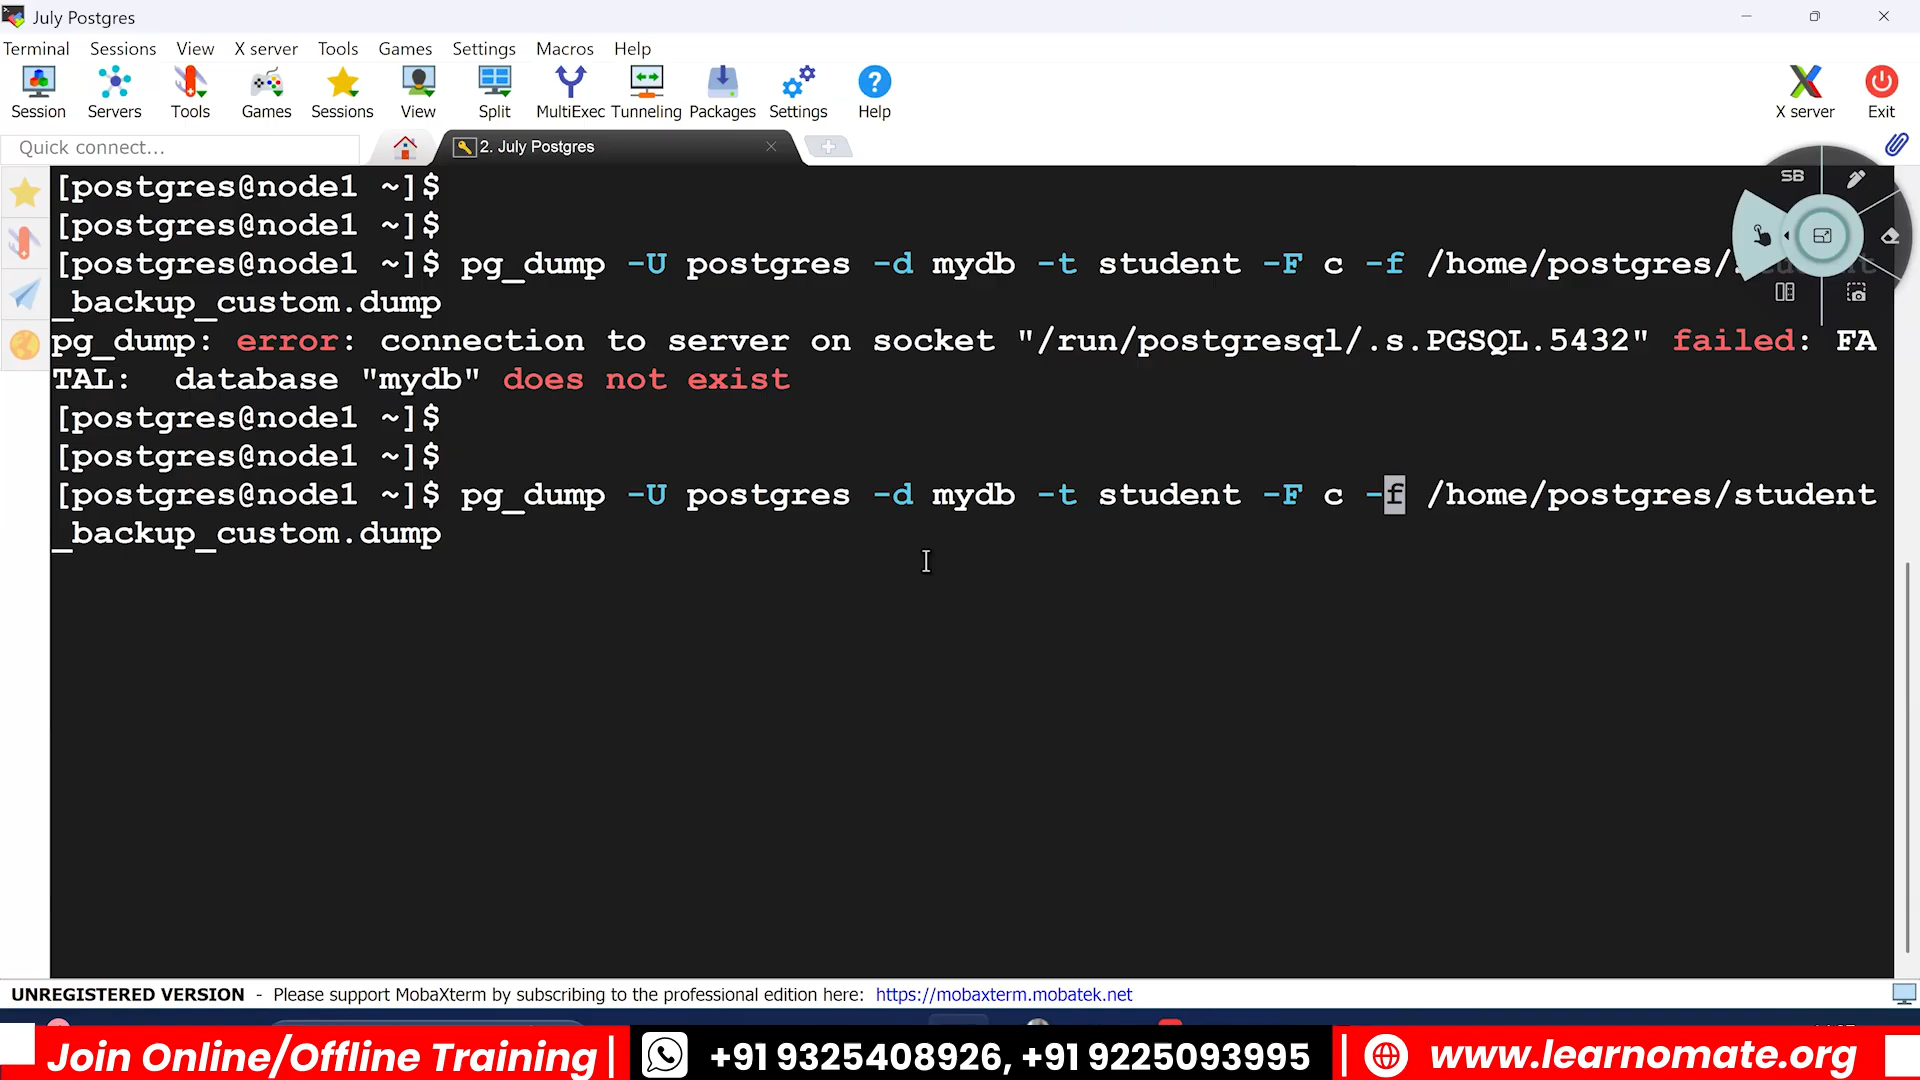 July Postgres
Terminal Sessions View X server Tools Games Settings Macros Help
Session Servers Tools Games Sessions View Split MultiExec Tunneling Packages Settings Help X server Exit
Quick connect...
2. July Postgres
SB
[postgres@node1 ~]$
[postgres@node1 ~]$
[postgres@node1 ~]$ pg_dump -U postgres -d mydb -t student -F c -f /home/postgres/student
_backup_custom.dump
pg_dump: error: connection to server on socket "/run/postgresql/.s.PGSQL.5432" failed: FA
TAL:  database "mydb" does not exist
[postgres@node1 ~]$
[postgres@node1 ~]$
[postgres@node1 ~]$ pg_dump -U postgres -d mydb -t student -F c -f /home/postgres/student
_backup_custom.dump
UNREGISTERED VERSION - Please support MobaXterm by subscribing to the professional edition here: https://mobaxterm.mobatek.net
Join Online/Offline Training | +91 9325408926, +91 9225093995 | www.learnomate.org